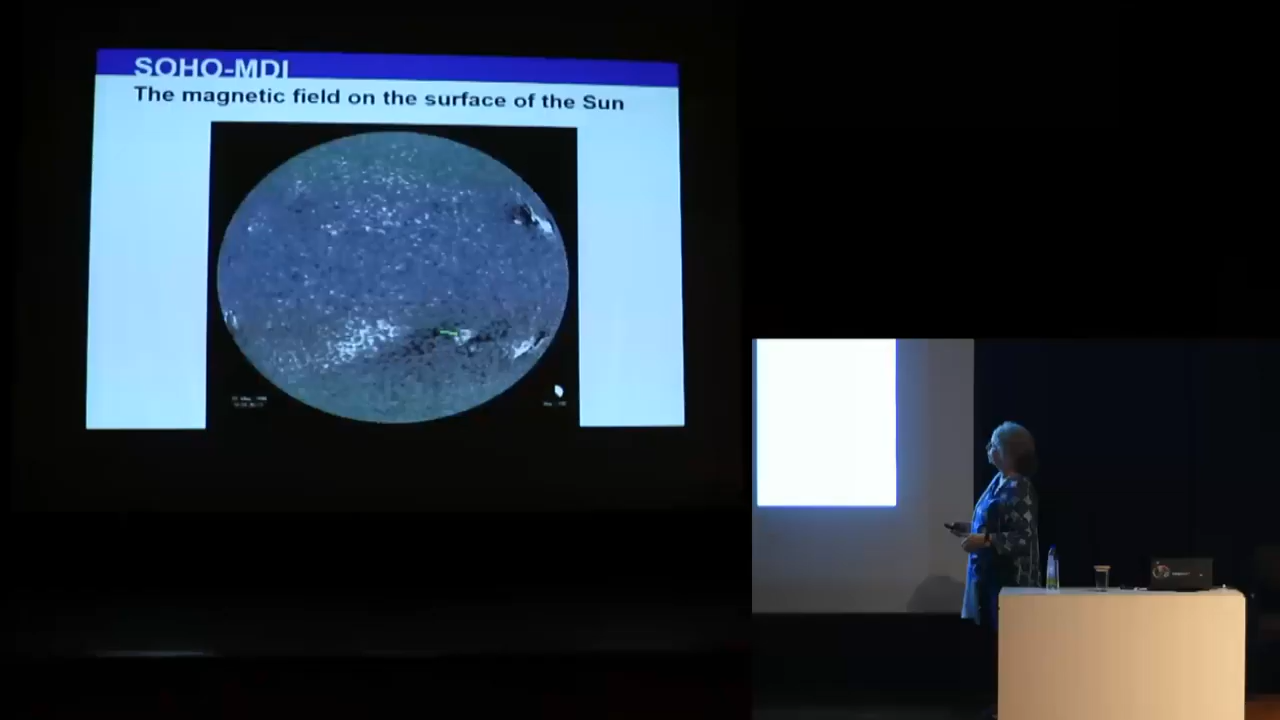 SOHO-MDI
The magnetic field on the surface of the Sun